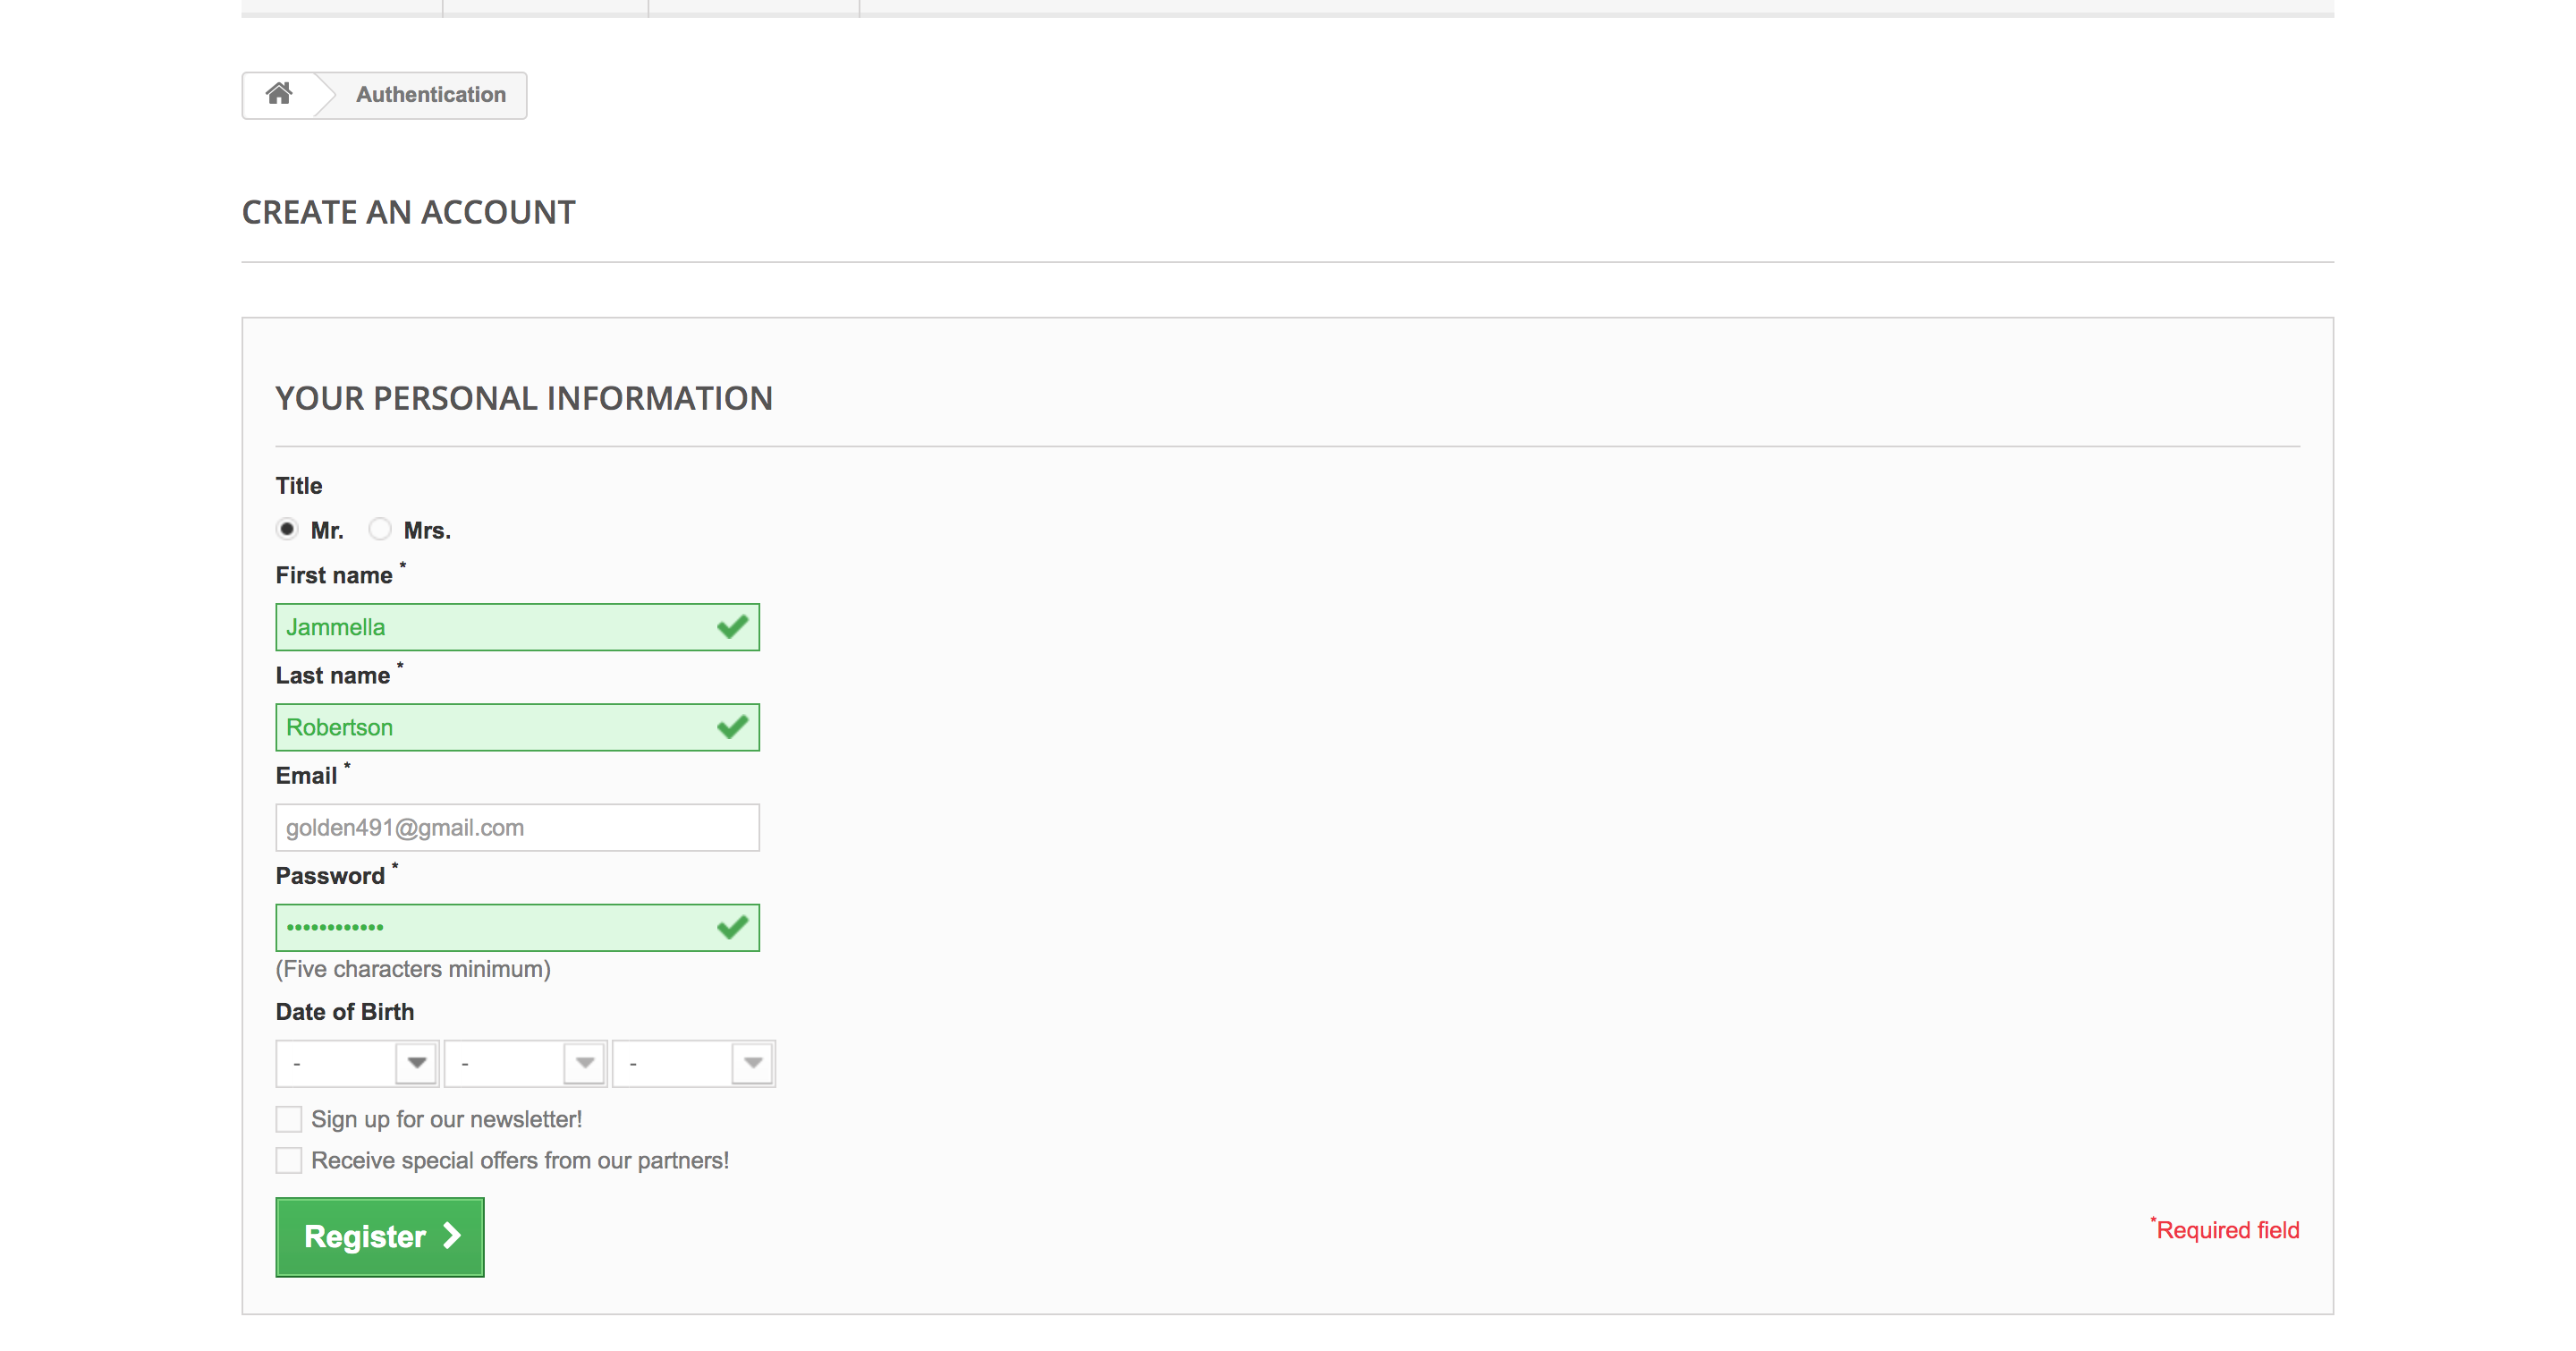 Authentication
CREATE AN ACCOUNT
YOUR PERSONAL INFORMATION
Title
Mr. Mrs.
First name *
Jammella
Last name *
Robertson
Email *
golden491@gmail.com
Password *
••••••••••••
(Five characters minimum)
Date of Birth
- - -
Sign up for our newsletter!
Receive special offers from our partners!
Register
*Required field